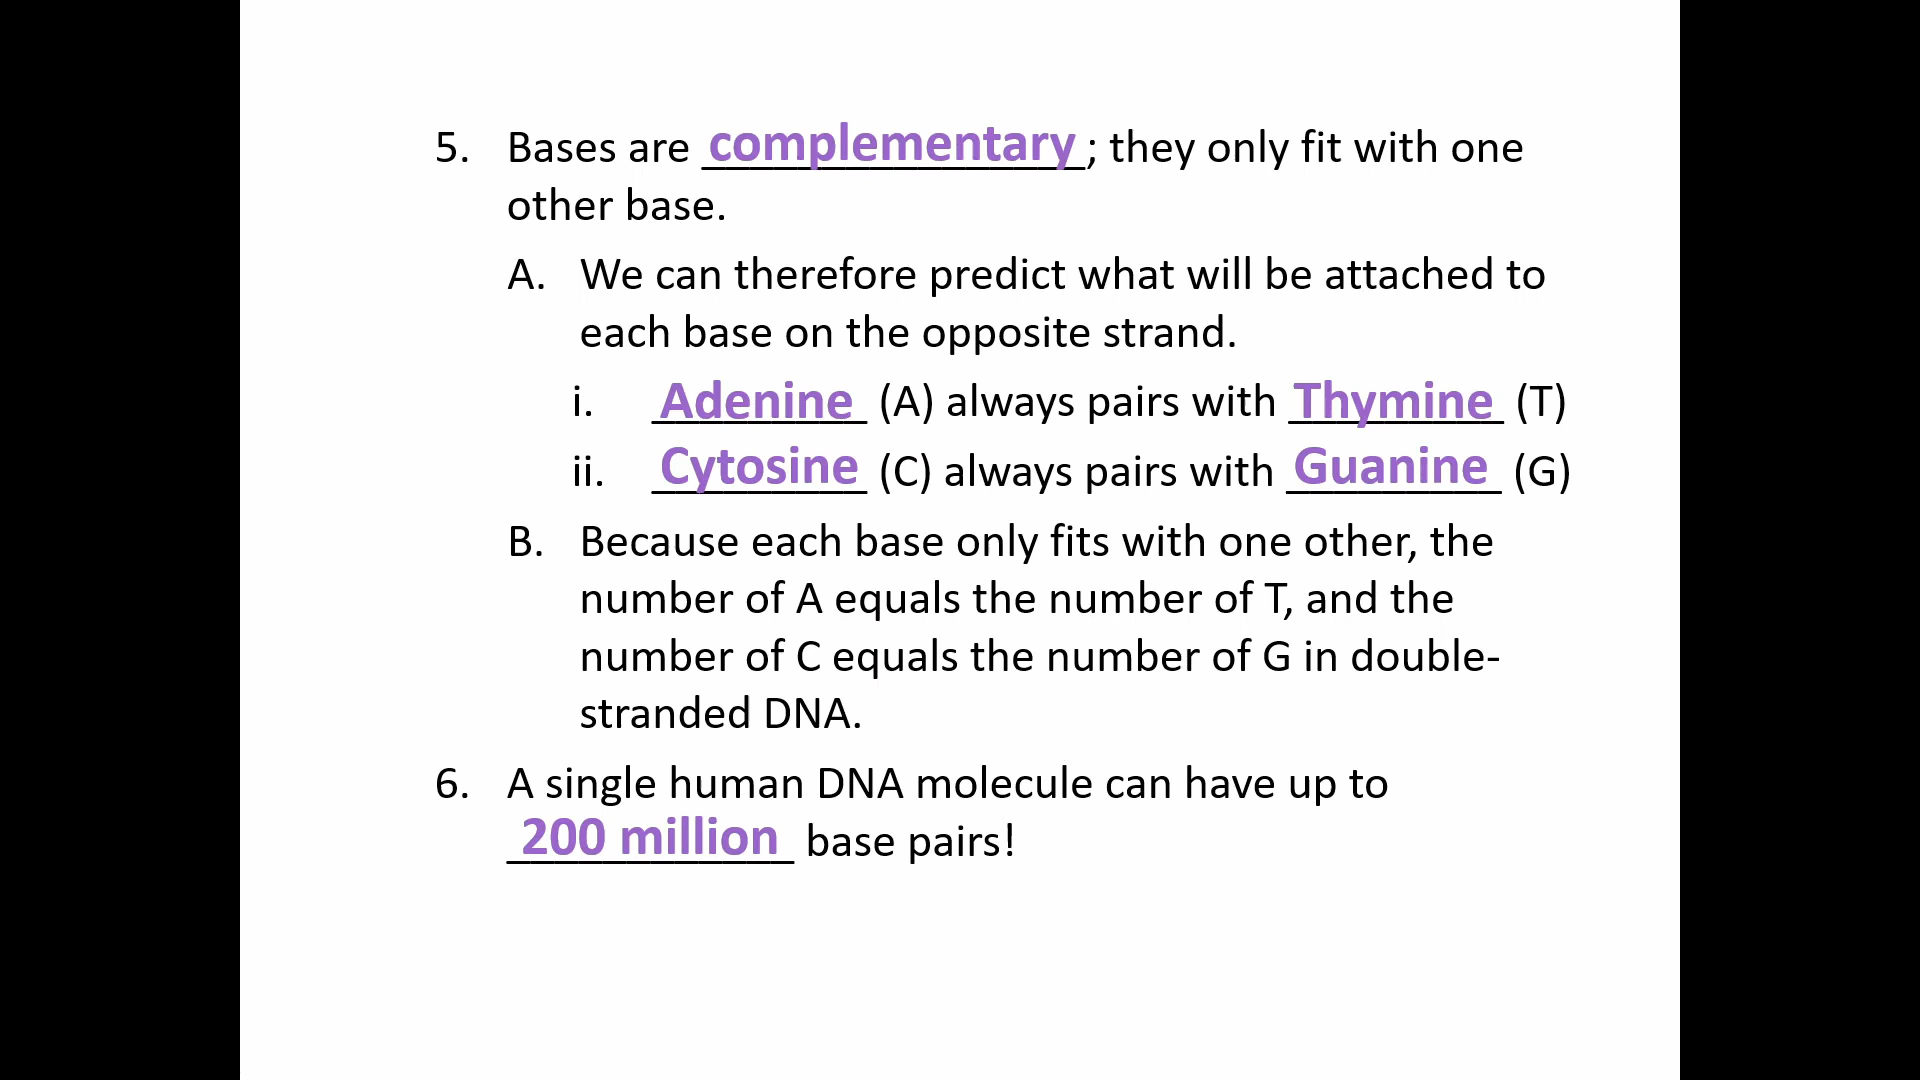 5. Bases are complementary; they only fit with one
other base.
A. We can therefore predict what will be attached to
each base on the opposite strand.
i. Adenine (A) always pairs with Thymine (T)
ii. Cytosine (C) always pairs with Guanine (G)
B. Because each base only fits with one other, the
number of A equals the number of T, and the
number of C equals the number of G in double-
stranded DNA.
6. A single human DNA molecule can have up to
200 million base pairs!